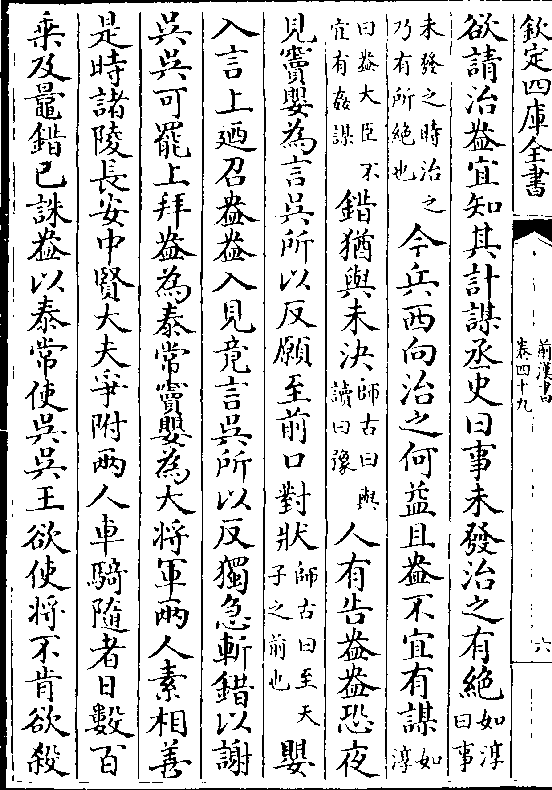 欽定四庫全書
前漢書
卷四十九
六
欲請治盎宜知其計謀丞史曰事未發治之有絶如淳曰事
未發之時治之乃有所絶也今兵西向治之何益且盎不宜有謀如淳
曰盎大臣不宜有姦謀錯猶與未決師古曰與讀曰豫人有告盎盎恐夜
見竇嬰為言吳所以反願至前口對狀師古曰至天子之前也嬰
入言上廼召盎盎入見竟言吳所以反獨急斬錯以謝
吳吳可罷上拜盎為泰常竇嬰為大將軍兩人素相善
是時諸陵長安中賢大夫爭附兩人車騎隨者日數百
乘及鼂錯已誅盎以泰常使吳吳王欲使將不肯欲殺